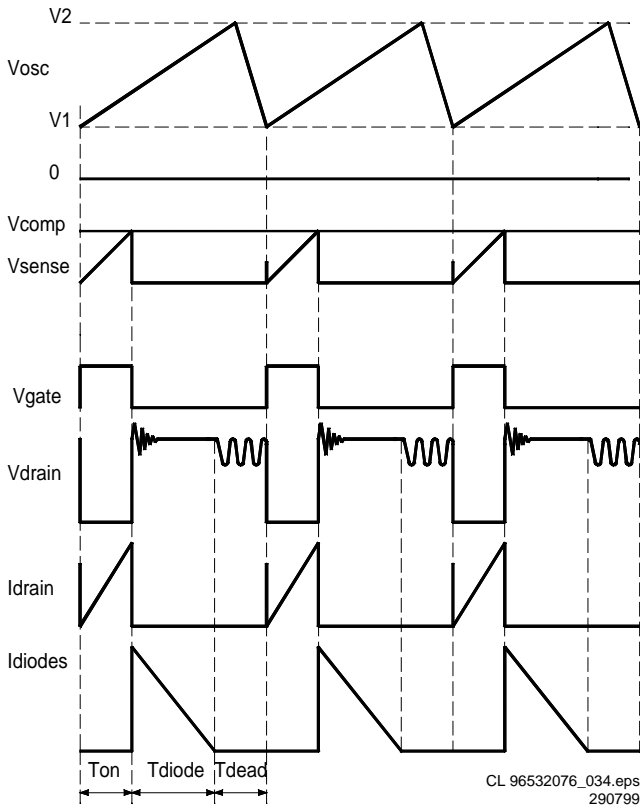 V2
Vosc
V1
0
Vcomp
Vsense
Vgate
Vdrain
Idrain
Idiodes
Ton Tdiode Tdead
CL 96532076_034.eps
290799